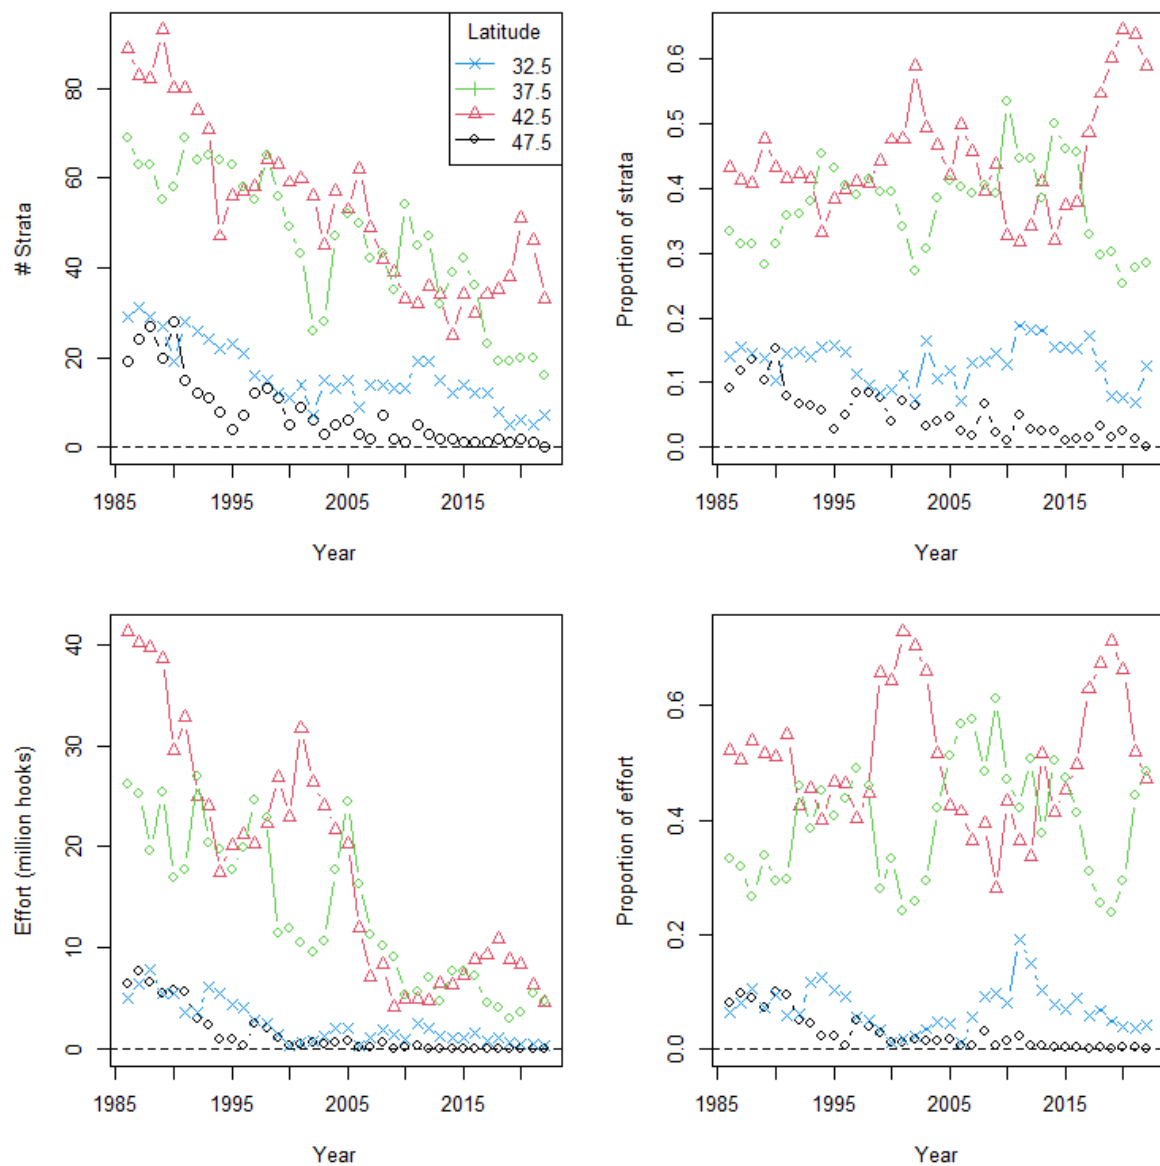 Latitude
32.5
37.5
42.5
47.5
# Strata
80
60
40
20
0
1985 1995 2005 2015
Year
Proportion of strata
0.6
0.5
0.4
0.3
0.2
0.1
0.0
1985 1995 2005 2015
Year
Effort (million hooks)
40
30
20
10
0
1985 1995 2005 2015
Year
Proportion of effort
0.6
0.4
0.2
0.0
1985 1995 2005 2015
Year